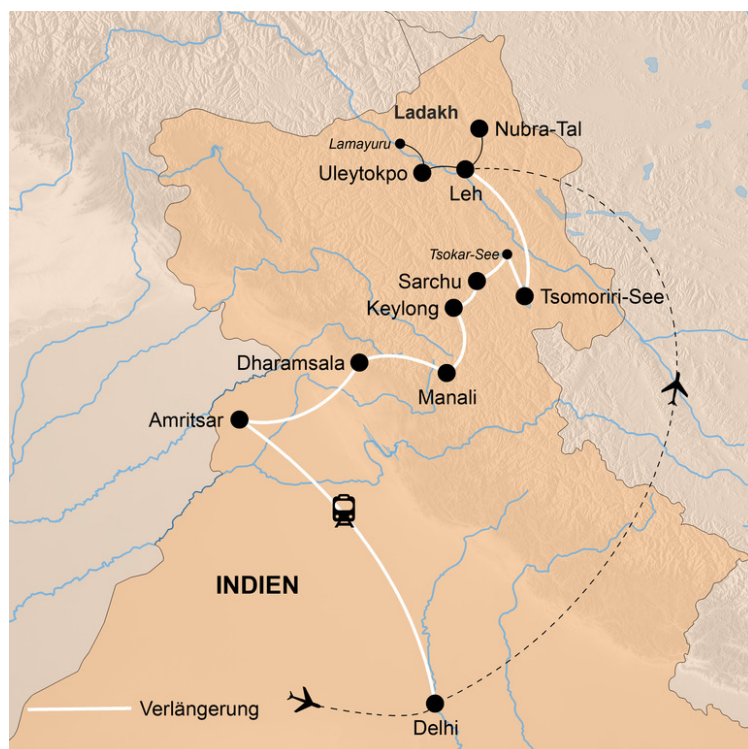 Ladakh
Nubra-Tal
Lamayuru
Uleytokpo
Leh
Tsokar-See
Sarchu
Tsomoriri-See
Keylong
Dharamsala
Manali
Amritsar
INDIEN
Verlängerung
Delhi